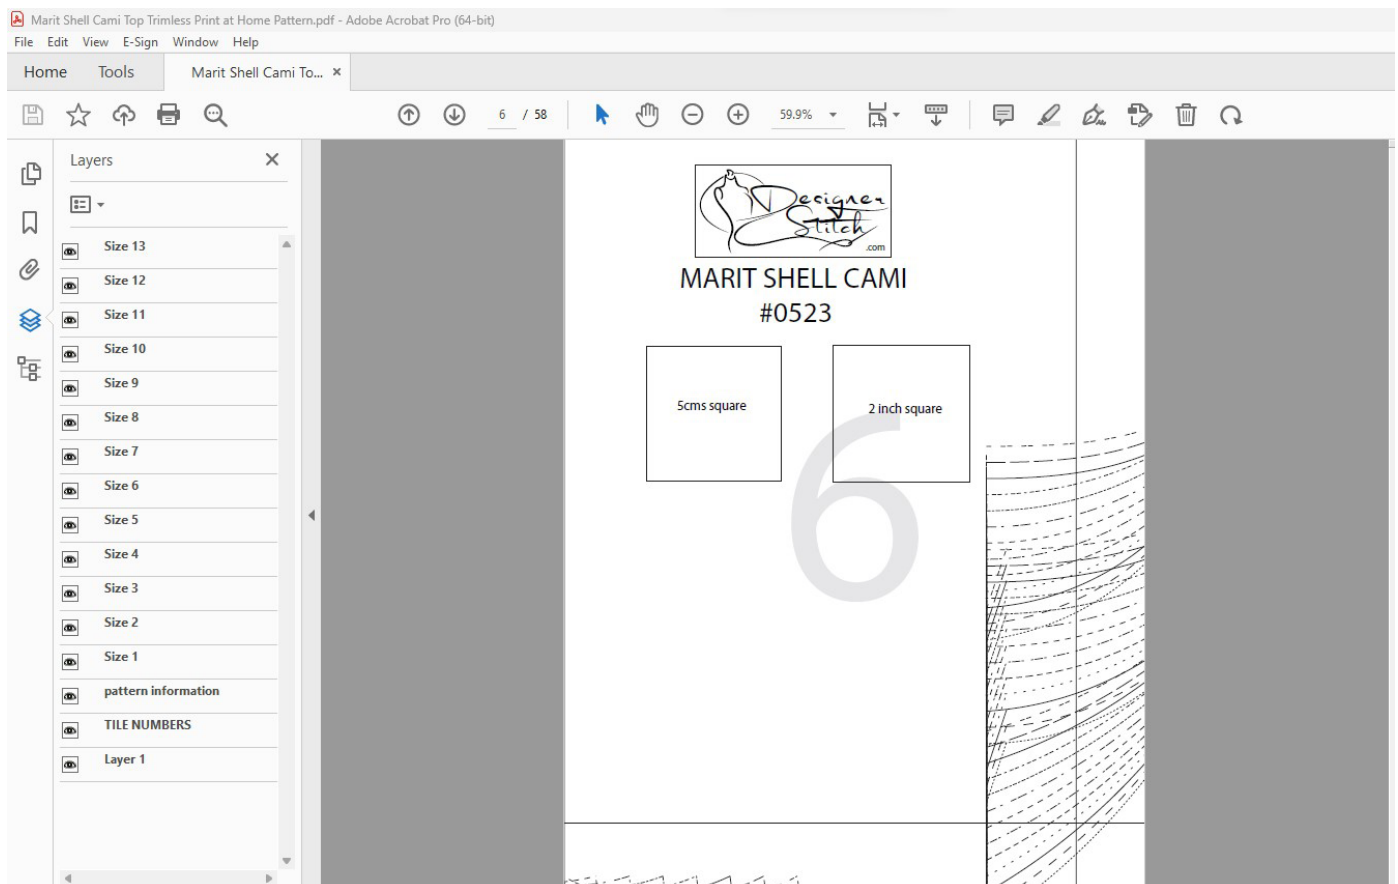 Marit Shell Cami Top Trimless Print at Home Pattern.pdf - Adobe Acrobat Pro (64-bit)
File Edit View E-Sign Window Help
Home Tools Marit Shell Cami To... ×
6 / 58 59.9%
Layers
Size 13
Size 12
Size 11
Size 10
Size 9
Size 8
Size 7
Size 6
Size 5
Size 4
Size 3
Size 2
Size 1
pattern information
TILE NUMBERS
Layer 1
Designer
Stitch
.com
MARIT SHELL CAMI
#0523
5cms square
2 inch square
6